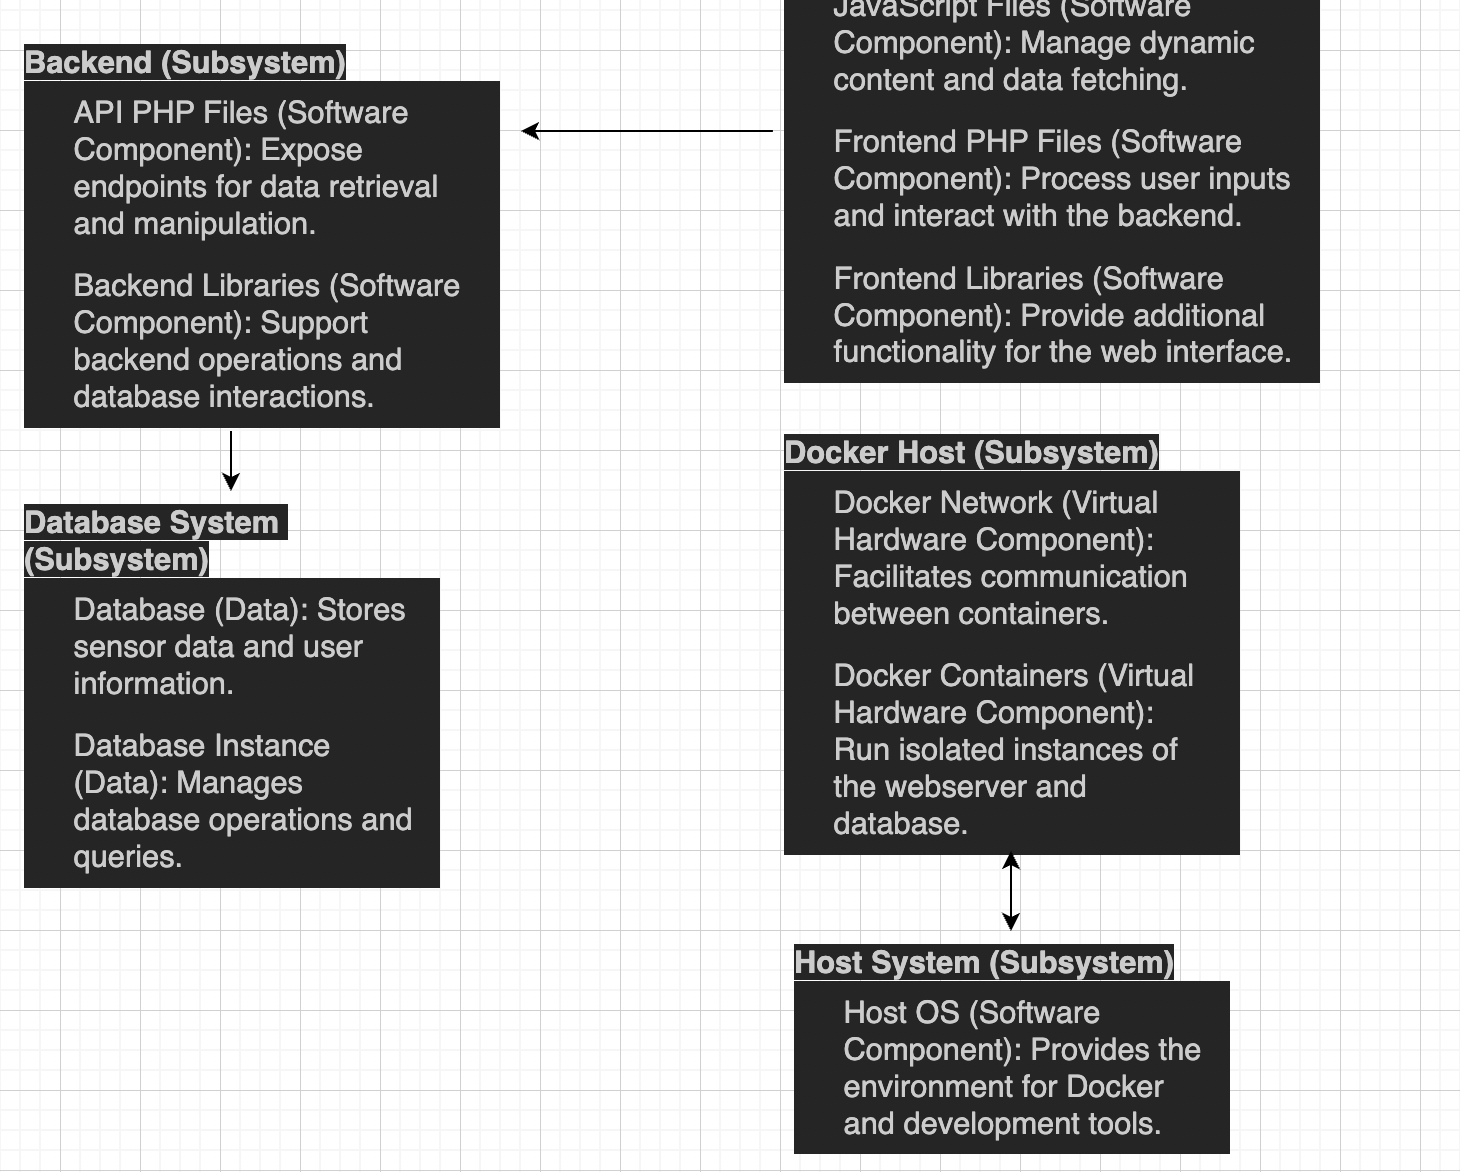 Backend (Subsystem)
API PHP Files (Software
Component): Expose
endpoints for data retrieval
and manipulation.
Backend Libraries (Software
Component): Support
backend operations and
database interactions.
Database System
(Subsystem)
Database (Data): Stores
sensor data and user
information.
Database Instance
(Data): Manages
database operations and
queries.
JavaScript Files (Software
Component): Manage dynamic
content and data fetching.
Frontend PHP Files (Software
Component): Process user inputs
and interact with the backend.
Frontend Libraries (Software
Component): Provide additional
functionality for the web interface.
Docker Host (Subsystem)
Docker Network (Virtual
Hardware Component):
Facilitates communication
between containers.
Docker Containers (Virtual
Hardware Component):
Run isolated instances of
the webserver and
database.
Host System (Subsystem)
Host OS (Software
Component): Provides the
environment for Docker
and development tools.